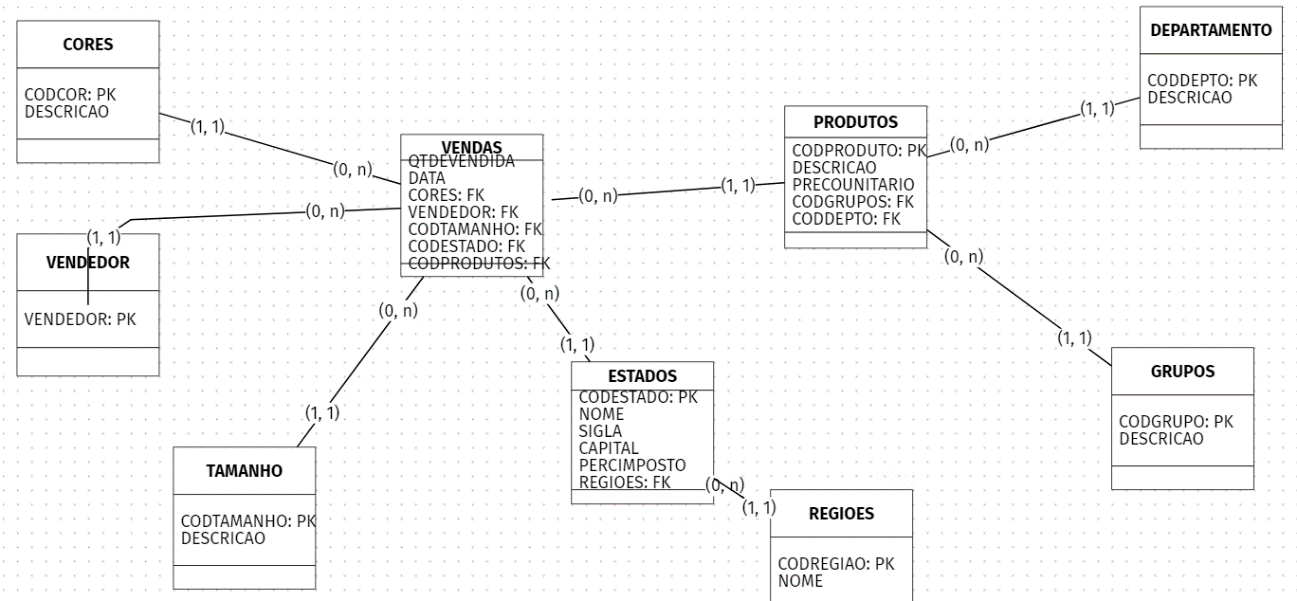 CORES
CODCOR: PK
DESCRICAO
(1, 1)
(0, n)
VENDAS
QTDEVENDIDA
DATA
CORES: FK
VENDEDOR: FK
CODTAMANHO: FK
CODESTADO: FK
CODPRODUTOS: FK
(0, n)
(1, 1)
VENDEDOR
VENDEDOR: PK
(0, n)
(1, 1)
TAMANHO
CODTAMANHO: PK
DESCRICAO
(0, n)
(1, 1)
ESTADOS
CODESTADO: PK
NOME
SIGLA
CAPITAL
PERCIMPOSTO
REGIOES: FK
(0, n)
(1, 1)
REGIOES
CODREGIAO: PK
NOME
(0, n)
(1, 1)
PRODUTOS
CODPRODUTO: PK
DESCRICAO
PRECOUNITARIO
CODGRUPOS: FK
CODDEPTO: FK
(0, n)
(1, 1)
DEPARTAMENTO
CODDEPTO: PK
DESCRICAO
(0, n)
(1, 1)
GRUPOS
CODGRUPO: PK
DESCRICAO